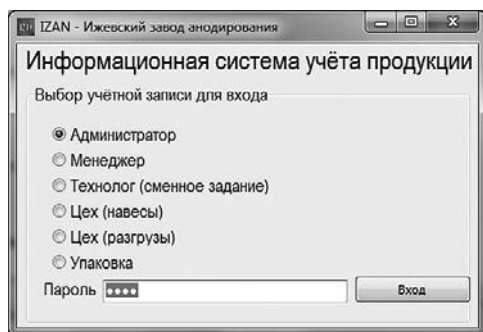 IZAN - Ижевский завод анодирования
Информационная система учёта продукции
Выбор учётной записи для входа
Администратор
Менеджер
Технолог (сменное задание)
Цех (навесы)
Цех (разгрузы)
Упаковка
Пароль
Вход